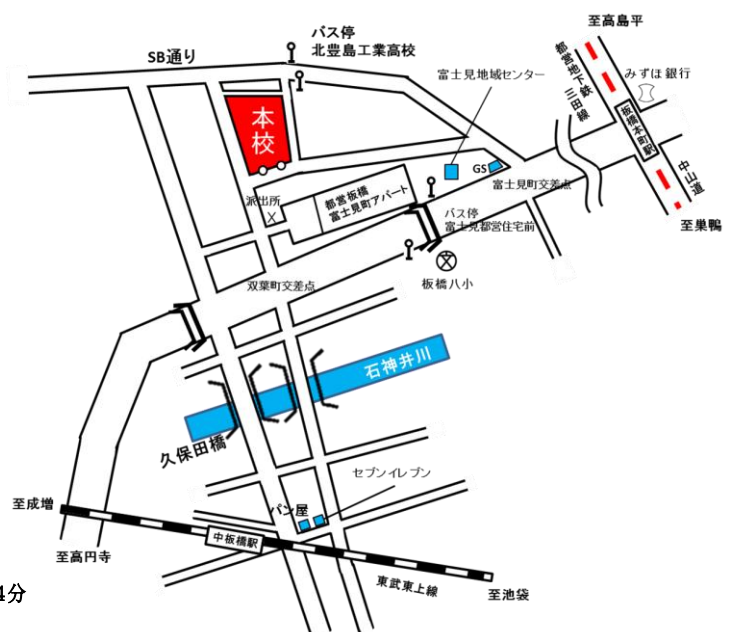 至高島平
バス停
北豊島工業高校
SB通り
都営地下鉄
三田線
みずほ銀行
富士見地域センター
本校
板橋本町駅
GS
中山道
富士見町交差点
派出所
都営板橋
富士見町アパート
バス停
富士見都営住宅前
至巣鴨
板橋八小
双葉町交差点
石神井川
久保田橋
セブンイレブン
パン屋
至成増
中板橋駅
至高円寺
東武東上線
至池袋
4分